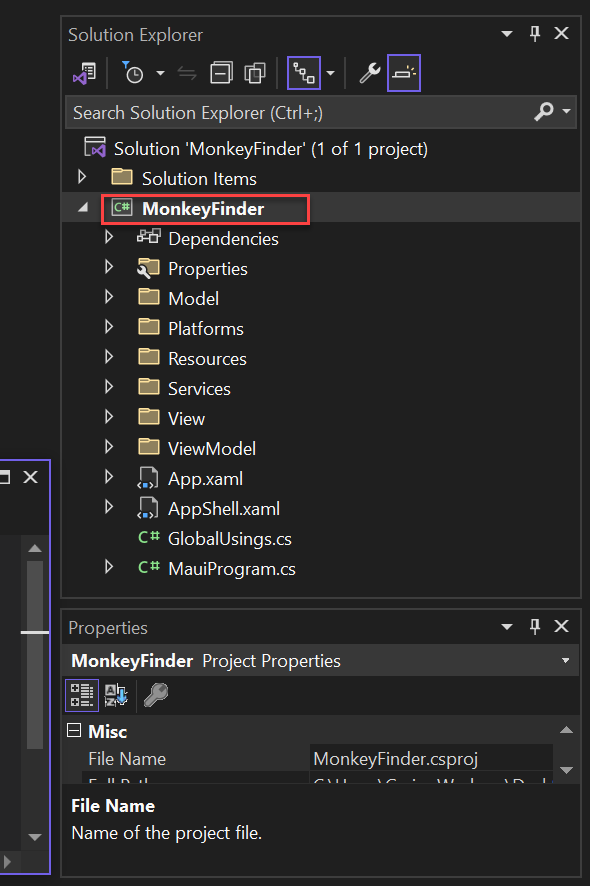 Solution Explorer
Search Solution Explorer (Ctrl+;)
Solution 'MonkeyFinder' (1 of 1 project)
Solution Items
C# MonkeyFinder
Dependencies
Properties
Model
Platforms
Resources
Services
View
ViewModel
App.xaml
AppShell.xaml
C# GlobalUsings.cs
C# MauiProgram.cs
Properties
MonkeyFinder Project Properties
Misc
File Name MonkeyFinder.csproj
File Name
Name of the project file.